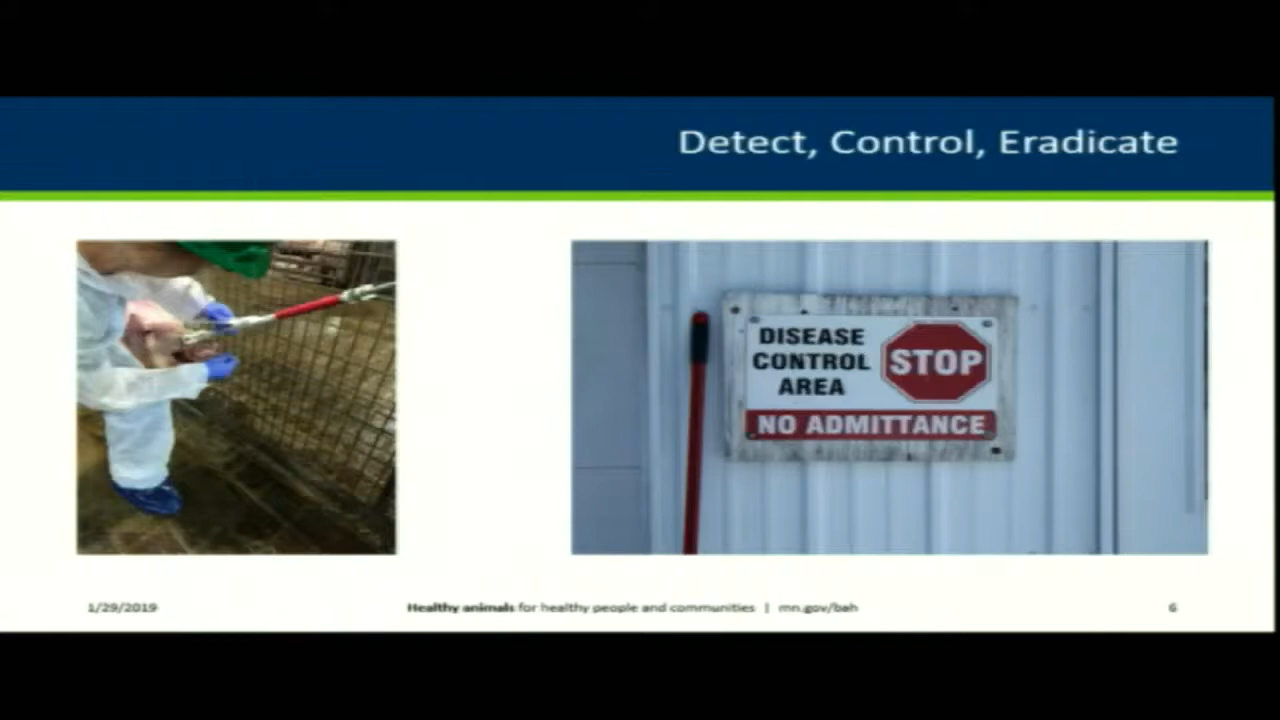 Detect, Control, Eradicate
DISEASE
CONTROL
AREA
STOP
NO ADMITTANCE
1/29/2019
Healthy animals for healthy people and communities | mn.gov/bah
6